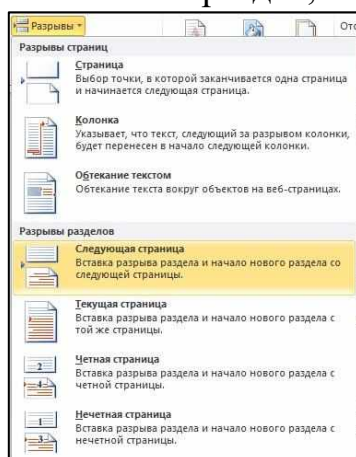 Разрывы
Разрывы страниц
Страница
Выбор точки, в которой заканчивается одна страница
и начинается следующая страница.
Колонка
Указывает, что текст, следующий за разрывом колонки,
будет перенесен в начало следующей колонки.
Обтекание текстом
Обтекание текста вокруг объектов на веб-страницах.
Разрывы разделов
Следующая страница
Вставка разрыва раздела и начало нового раздела со
следующей страницы.
Текущая страница
Вставка разрыва раздела и начало нового раздела с
той же страницы.
2
4
Четная страница
Вставка разрыва раздела и начало нового раздела с
четной страницы.
1
3
Нечетная страница
Вставка разрыва раздела и начало нового раздела с
нечетной страницы.